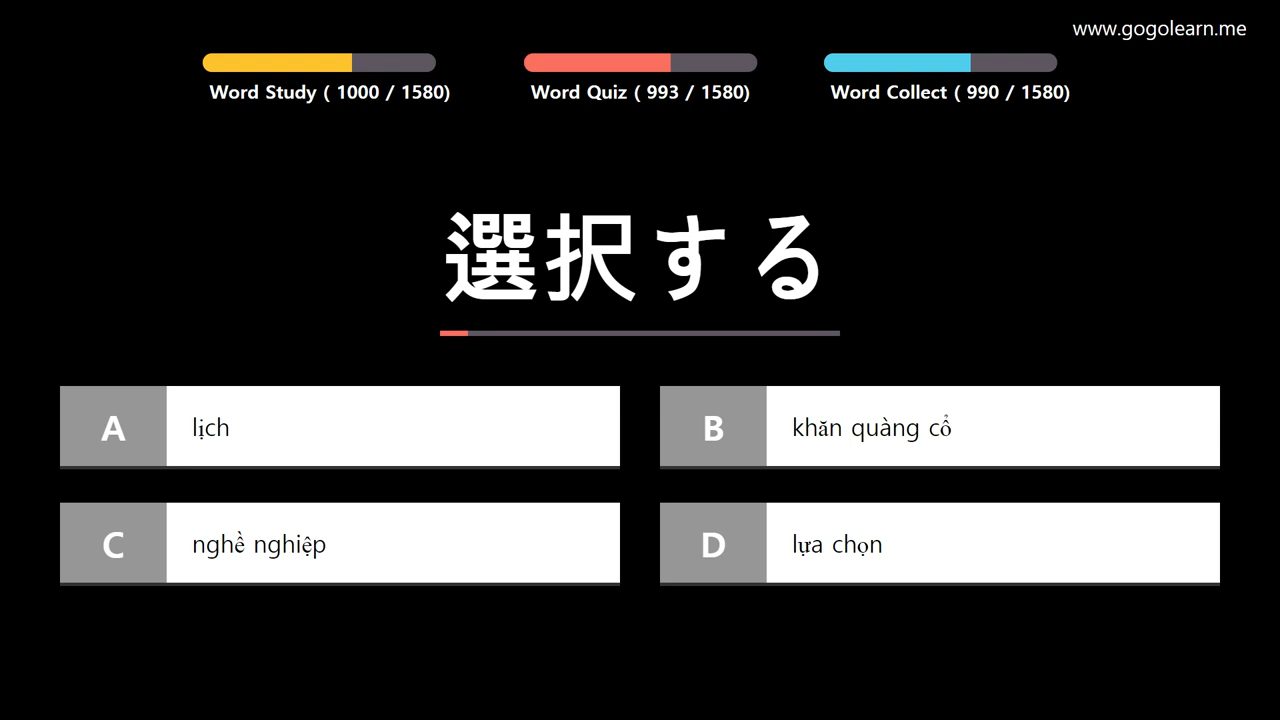 www.gogolearn.me
Word Study ( 1000 / 1580)
Word Quiz ( 993 / 1580)
Word Collect ( 990 / 1580)
選択する
A
lịch
B
khăn quàng cổ
C
nghề nghiệp
D
lựa chọn